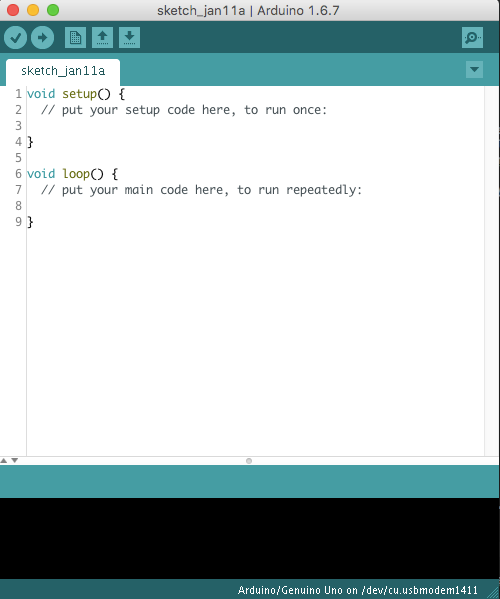 sketch_jan11a | Arduino 1.6.7
sketch_jan11a
1 void setup() {
2   // put your setup code here, to run once:
3
4 }
5
6 void loop() {
7   // put your main code here, to run repeatedly:
8
9 }
Arduino/Genuino Uno on /dev/cu.usbmodem1411